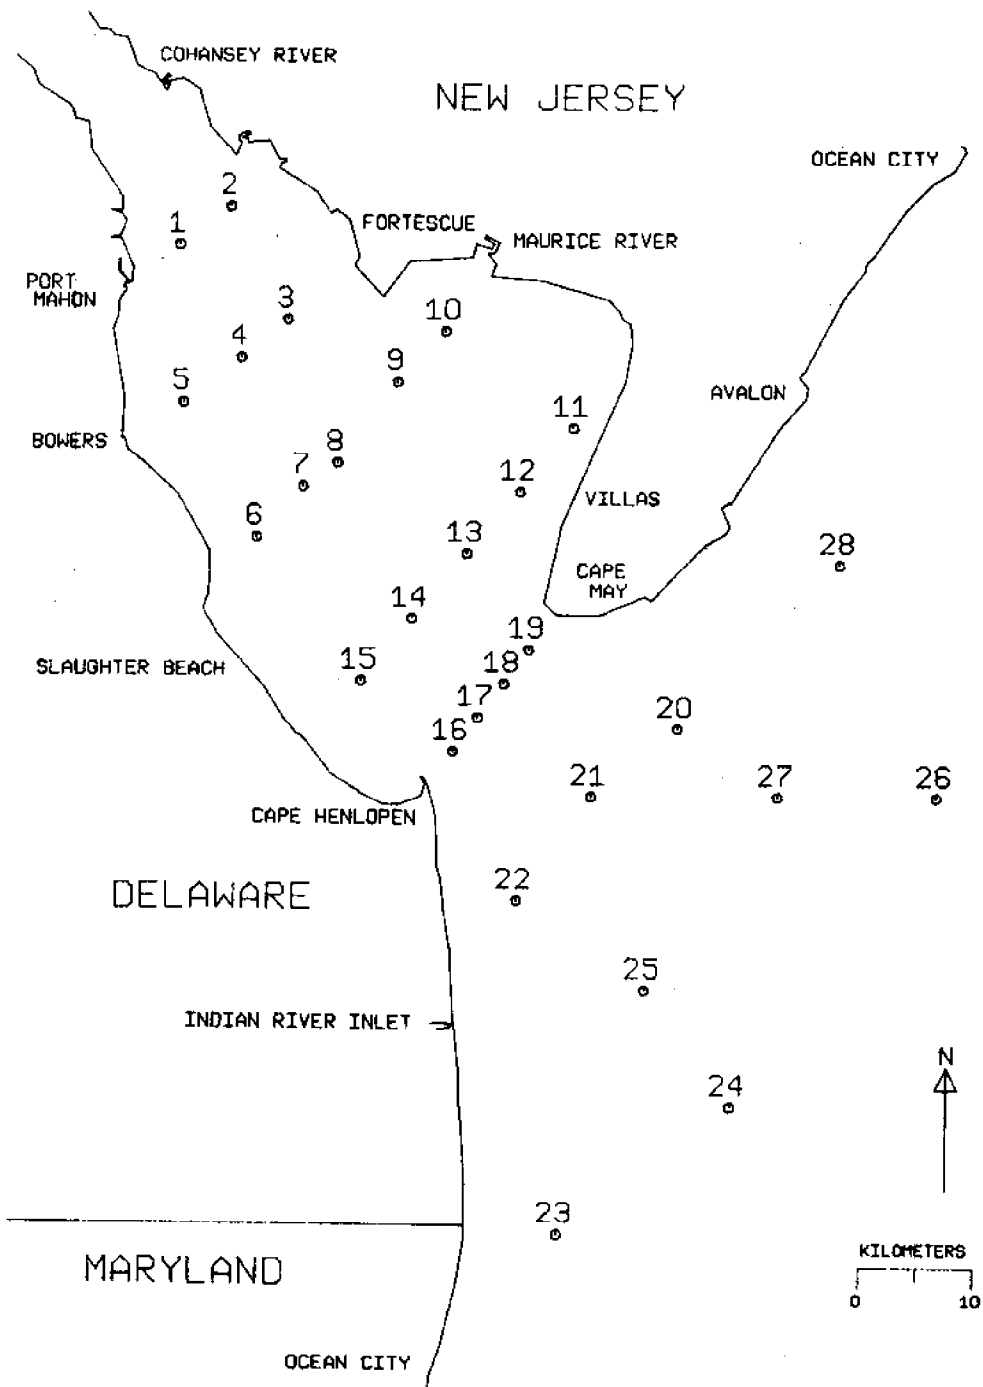 COHANSEY RIVER
NEW JERSEY
OCEAN CITY
2
1
FORTESCUE
MAURICE RIVER
PORT
MAHON
3
10
4
9
5
AVALON
11
BOWERS
8
7
12
VILLAS
6
13
28
CAPE
MAY
14
19
15
18
SLAUGHTER BEACH
17
16
20
21
27
26
CAPE HENLOPEN
DELAWARE
22
25
INDIAN RIVER INLET
N
24
23
KILOMETERS
MARYLAND
0 10
OCEAN CITY